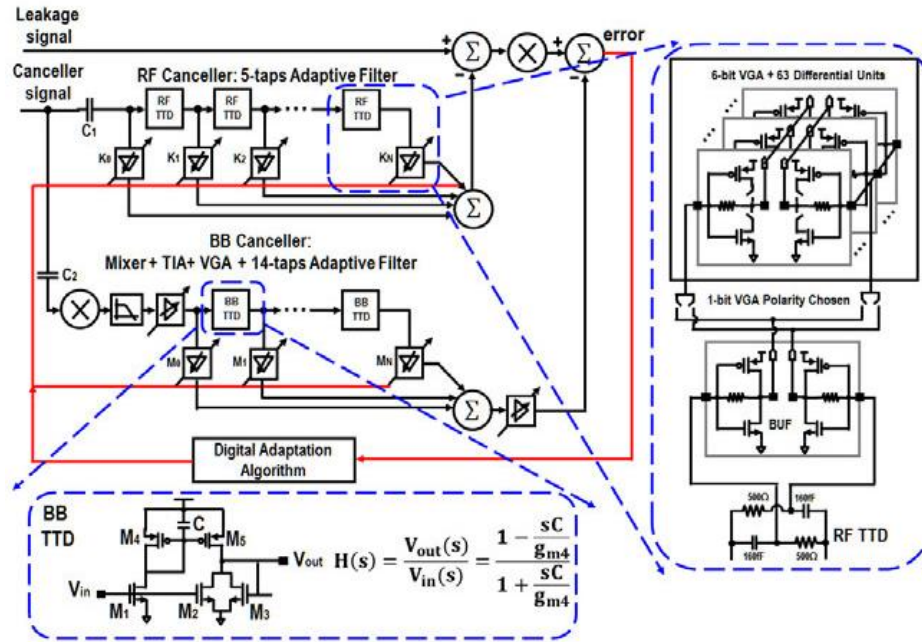 Leakage
signal
error
Canceller
signal
RF Canceller: 5-taps Adaptive Filter
C1
RF
TTD
RF
TTD
RF
TTD
K0
K1
K2
KN
Σ
Σ
Σ
BB Canceller:
Mixer + TIA+ VGA + 14-taps Adaptive Filter
C2
BB
TTD
BB
TTD
M0
M1
MN
Σ
Digital Adaptation
Algorithm
6-bit VGA + 63 Differential Units
1-bit VGA Polarity Chosen
BUF
500Ω
160fF
RF TTD
160fF
500Ω
BB
TTD
M4
C
M5
Vin
M1
M2
M3
Vout
H(s) = Vout(s) / Vin(s) = (1 − sC/gm4) / (1 + sC/gm4)